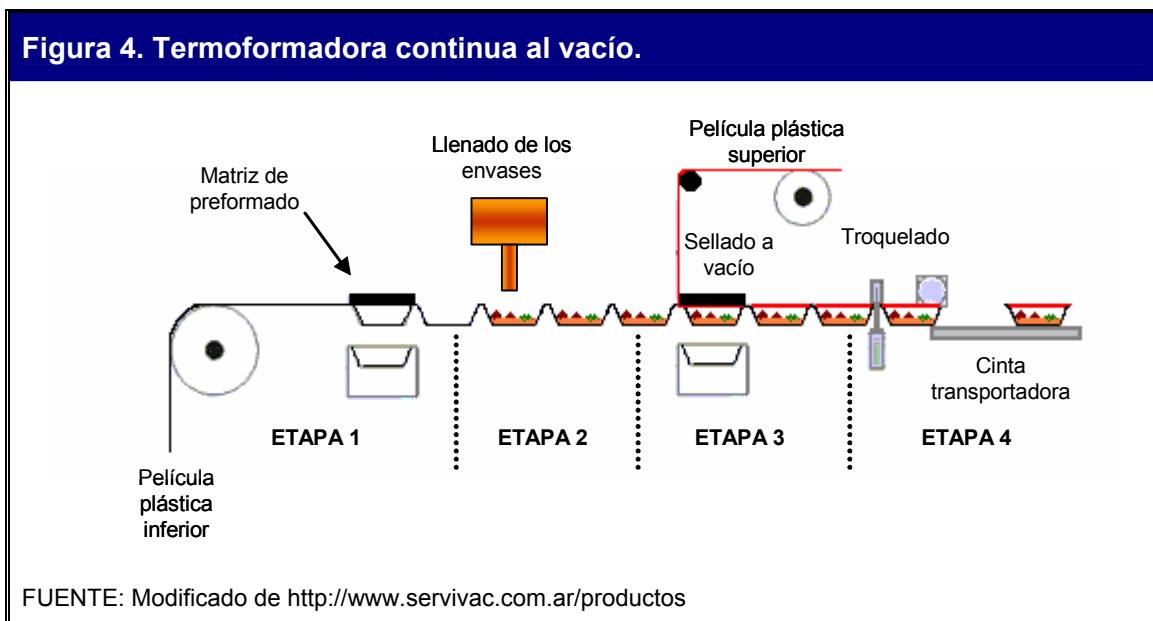 Figura 4. Termoformadora continua al vacío.
Llenado de los
envases
Película plástica
superior
Matriz de
preformado
Sellado a
vacío
Troquelado
Cinta
transportadora
ETAPA 1
ETAPA 2
ETAPA 3
ETAPA 4
Película
plástica
inferior
FUENTE: Modificado de http://www.servivac.com.ar/productos